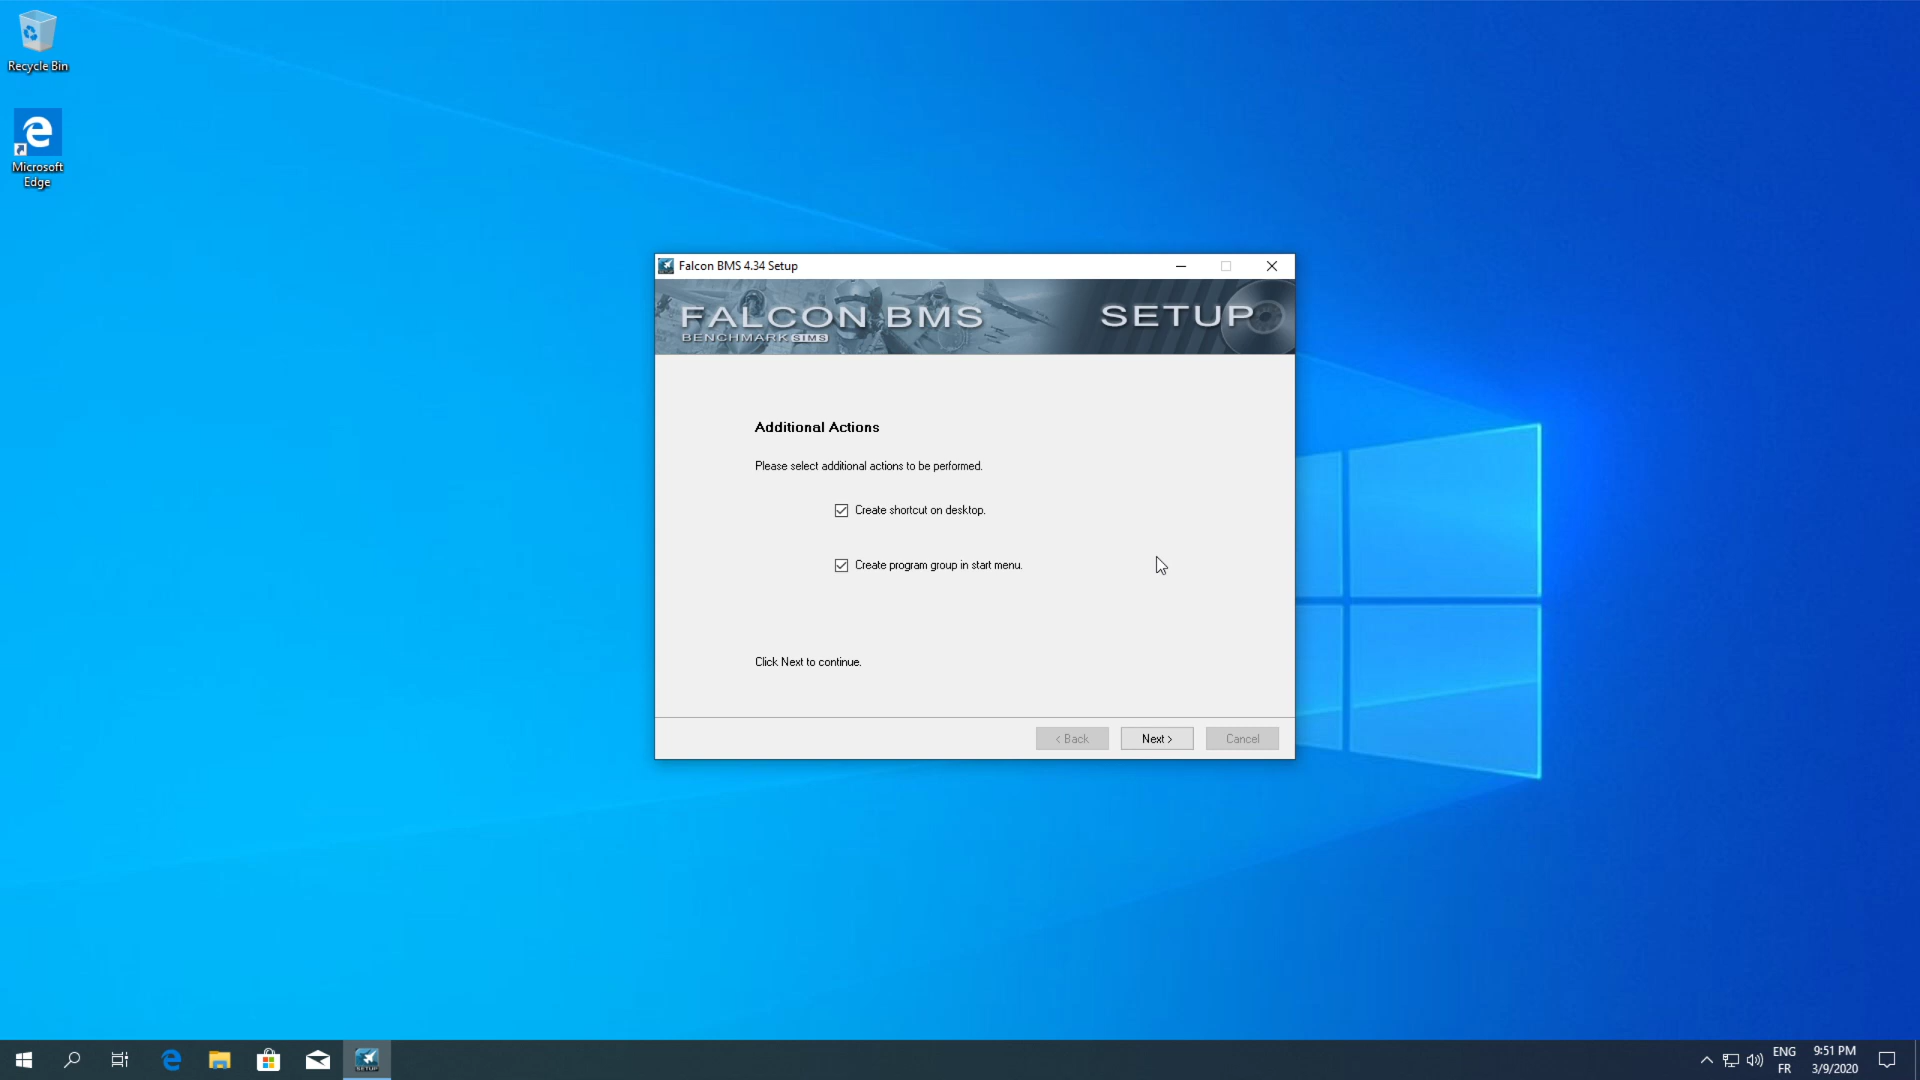 Recycle Bin
Microsoft
Edge
Falcon BMS 4.34 Setup
FALCON BMS
BENCHMARK SIMS
SETUP
Additional Actions
Please select additional actions to be performed.
Create shortcut on desktop.
Create program group in start menu.
Click Next to continue.
< Back
Next >
Cancel
SETUP
ENG
FR
9:51 PM
3/9/2020